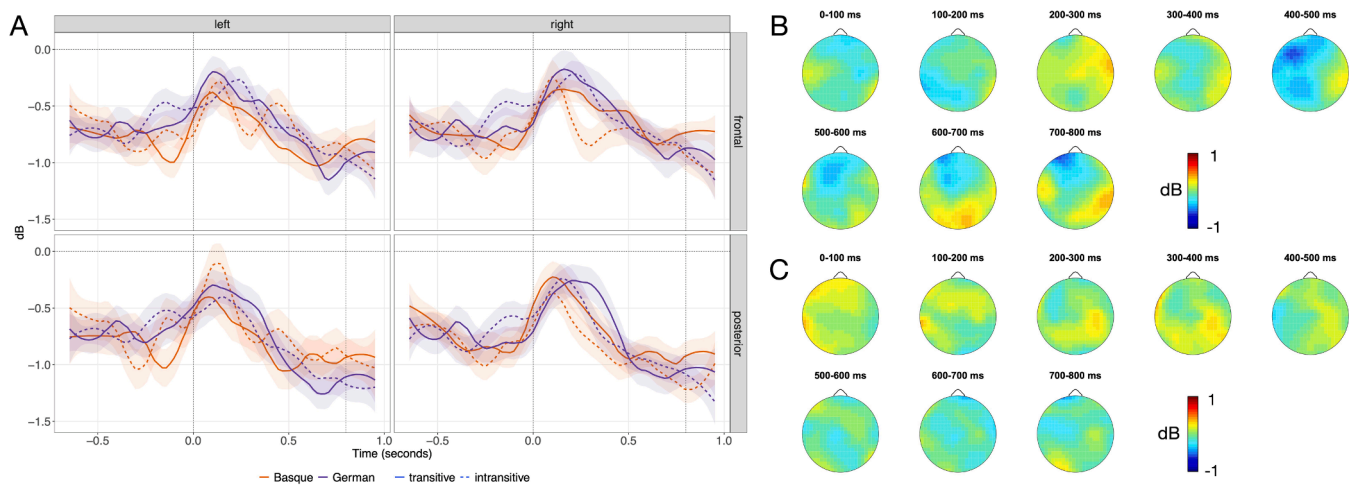 A
left
right
0.0
−0.5
−1.0
−1.5
frontal
dB
0.0
−0.5
−1.0
−1.5
posterior
−0.5 0.0 0.5 1.0
−0.5 0.0 0.5 1.0
Time (seconds)
Basque German transitive intransitive
B
0-100 ms 100-200 ms 200-300 ms 300-400 ms 400-500 ms
500-600 ms 600-700 ms 700-800 ms
dB
1
-1
C
0-100 ms 100-200 ms 200-300 ms 300-400 ms 400-500 ms
500-600 ms 600-700 ms 700-800 ms
dB
1
-1